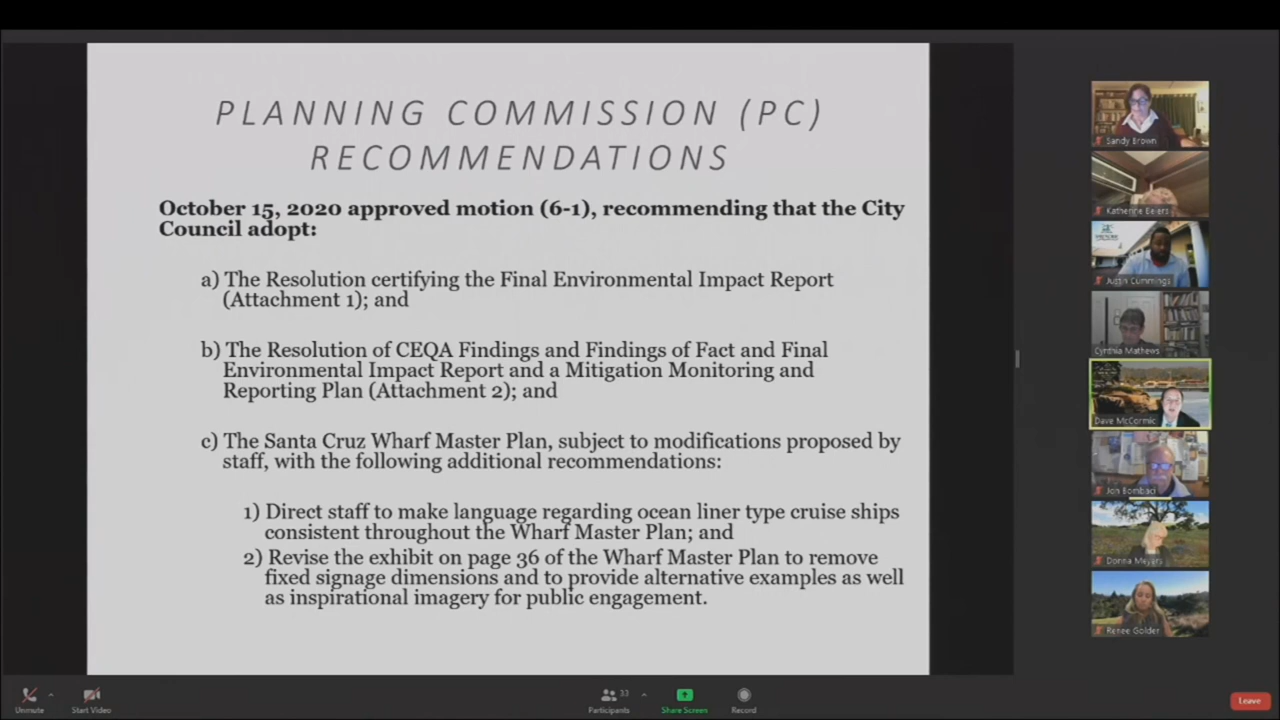 PLANNING COMMISSION (PC)
RECOMMENDATIONS
October 15, 2020 approved motion (6-1), recommending that the City
Council adopt:
a) The Resolution certifying the Final Environmental Impact Report
(Attachment 1); and
b) The Resolution of CEQA Findings and Findings of Fact and Final
Environmental Impact Report and a Mitigation Monitoring and
Reporting Plan (Attachment 2); and
c) The Santa Cruz Wharf Master Plan, subject to modifications proposed by
staff, with the following additional recommendations:
1) Direct staff to make language regarding ocean liner type cruise ships
consistent throughout the Wharf Master Plan; and
2) Revise the exhibit on page 36 of the Wharf Master Plan to remove
fixed signage dimensions and to provide alternative examples as well
as inspirational imagery for public engagement.
Sandy Brown
Katherine Beiers
Justin Cummings
Cynthia Mathews
Dave McCormic
Jon Bombaci
Donna Meyers
Renee Golder
Unmute
Start Video
33
Participants
Share Screen
Record
Leave